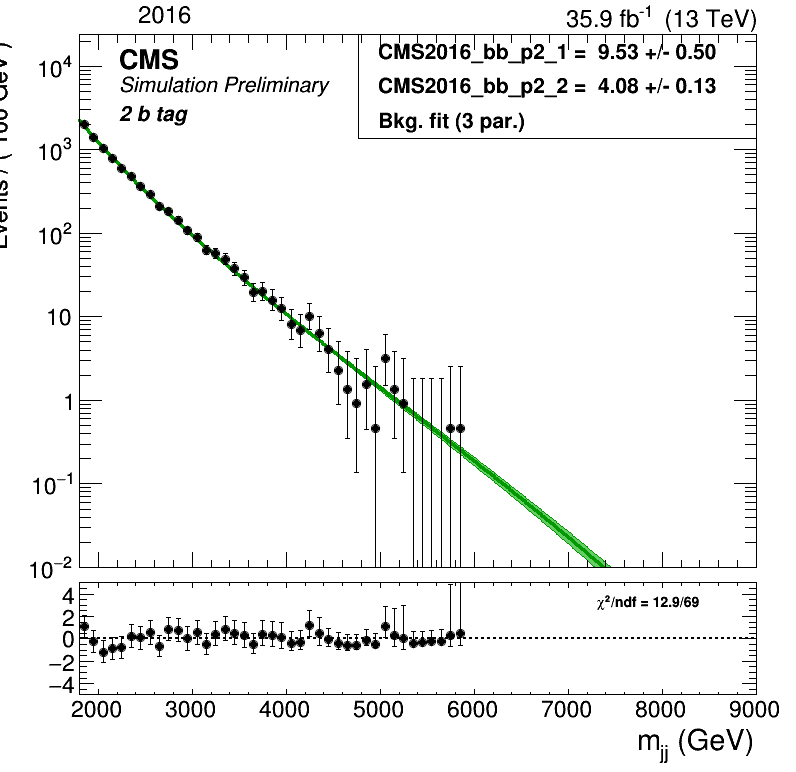 2016
35.9 fb⁻¹ (13 TeV)
CMS
Simulation Preliminary
2 b tag
CMS2016_bb_p2_1 = 9.53 +/- 0.50
CMS2016_bb_p2_2 = 4.08 +/- 0.13
Bkg. fit (3 par.)
10⁴
10³
10²
10
1
10⁻¹
10⁻²
χ²/ndf = 12.9/69
4
2
0
−2
−4
2000 3000 4000 5000 6000 7000 8000 9000
m_jj (GeV)